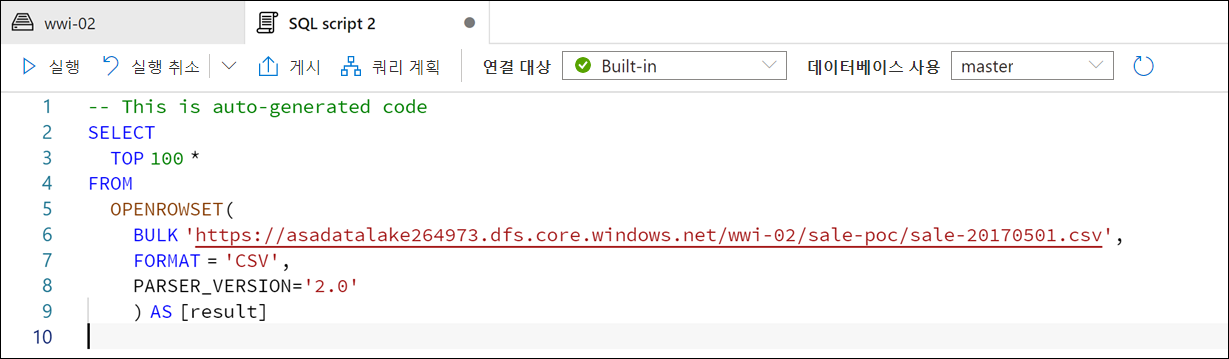 wwi-02 SQL script 2
실행 실행 취소 게시 쿼리 계획 연결 대상 Built-in 데이터베이스 사용 master
1 -- This is auto-generated code
2 SELECT
3 TOP 100 *
4 FROM
5 OPENROWSET(
6 BULK 'https://asadatalake264973.dfs.core.windows.net/wwi-02/sale-poc/sale-20170501.csv',
7 FORMAT = 'CSV',
8 PARSER_VERSION='2.0'
9 ) AS [result]
10